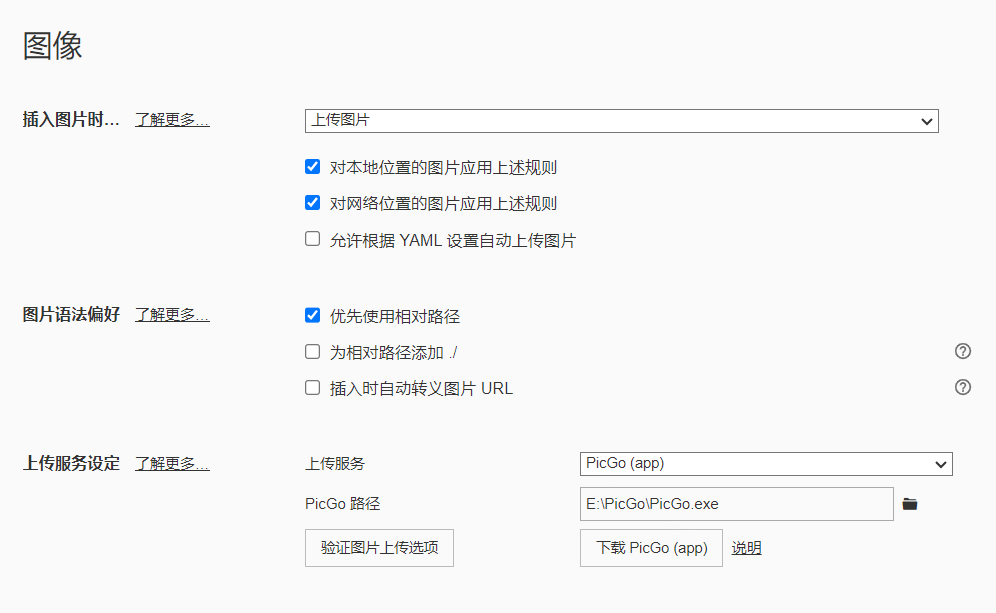 图像
插入图片时... 了解更多... 上传图片
对本地位置的图片应用上述规则
对网络位置的图片应用上述规则
允许根据 YAML 设置自动上传图片
图片语法偏好 了解更多... 优先使用相对路径
为相对路径添加 ./
插入时自动转义图片 URL
上传服务设定 了解更多... 上传服务 PicGo (app)
PicGo 路径 E:\PicGo\PicGo.exe
验证图片上传选项 下载 PicGo (app) 说明